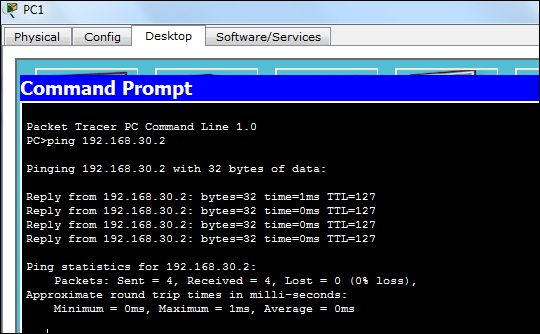 PC1
Physical Config Desktop Software/Services
Command Prompt
Packet Tracer PC Command Line 1.0
PC>ping 192.168.30.2
Pinging 192.168.30.2 with 32 bytes of data:
Reply from 192.168.30.2: bytes=32 time=1ms TTL=127
Reply from 192.168.30.2: bytes=32 time=0ms TTL=127
Reply from 192.168.30.2: bytes=32 time=0ms TTL=127
Reply from 192.168.30.2: bytes=32 time=0ms TTL=127
Ping statistics for 192.168.30.2:
Packets: Sent = 4, Received = 4, Lost = 0 (0% loss),
Approximate round trip times in milli-seconds:
Minimum = 0ms, Maximum = 1ms, Average = 0ms